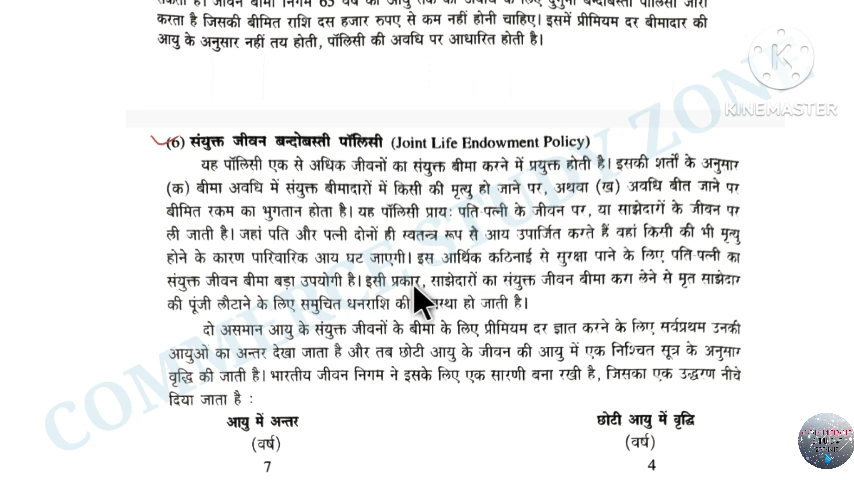 करता है जिसकी बीमित राशि दस हजार रुपए से कम नहीं होनी चाहिए। इसमें प्रीमियम दर बीमादार की
आयु के अनुसार नहीं तय होती, पॉलिसी की अवधि पर आधारित होती है।
KINEMASTER
(6) संयुक्त जीवन बन्दोबस्ती पॉलिसी (Joint Life Endowment Policy)
यह पॉलिसी एक से अधिक जीवनों का संयुक्त बीमा करने में प्रयुक्त होती है। इसकी शर्तों के अनुसार
(क) बीमा अवधि में संयुक्त बीमादारों में किसी की मृत्यु हो जाने पर, अथवा (ख) अवधि बीत जाने पर
बीमित रकम का भुगतान होता है। यह पॉलिसी प्राय: पति-पत्नी के जीवन पर, या साझेदारों के जीवन पर
ली जाती है। जहां पति और पत्नी दोनों ही स्वतन्त्र रूप से आय उपार्जित करते हैं वहां किसी की भी मृत्यु
होने के कारण पारिवारिक आय घट जाएगी। इस आर्थिक कठिनाई से सुरक्षा पाने के लिए पति-पत्नी का
संयुक्त जीवन बीमा बड़ा उपयोगी है। इसी प्रकार, साझेदारों का संयुक्त जीवन बीमा करा लेने से मृत साझेदार
की पूंजी लौटाने के लिए समुचित धनराशि की हो जाती है।
दो असमान आयु के संयुक्त जीवनों के बीमा के लिए प्रीमियम दर ज्ञात करने के लिए सर्वप्रथम उनकी
आयुओं का अन्तर देखा जाता है और तब छोटी आयु के जीवन की आयु में एक निश्चित सूत्र के अनुसार
वृद्धि की जाती है। भारतीय जीवन निगम ने इसके लिए एक सारणी बना रखी है, जिसका एक उद्धरण नीचे
दिया जाता है :
आयु में अन्तर छोटी आयु में वृद्धि
(वर्ष) (वर्ष)
7 4
COMMERCE STUDY ZONE